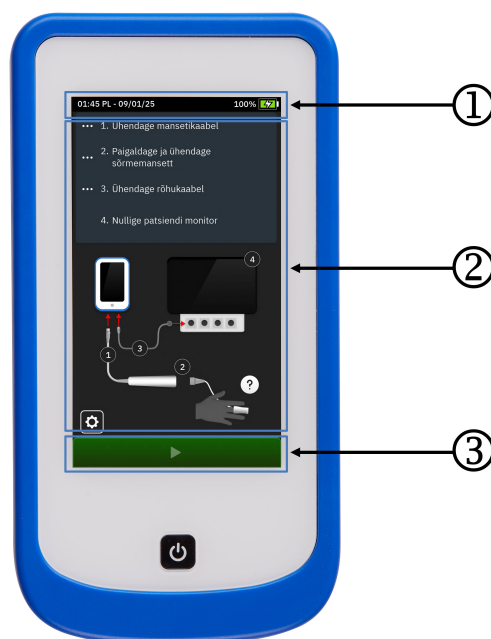 01:45 PL - 09/01/25 100%
①
... 1. Ühendage mansetikaabel
... 2. Paigaldage ja ühendage
sõrmemansett
... 3. Ühendage rõhukaabel
4. Nullige patsiendi monitor
②
4
3
1
2
?
③